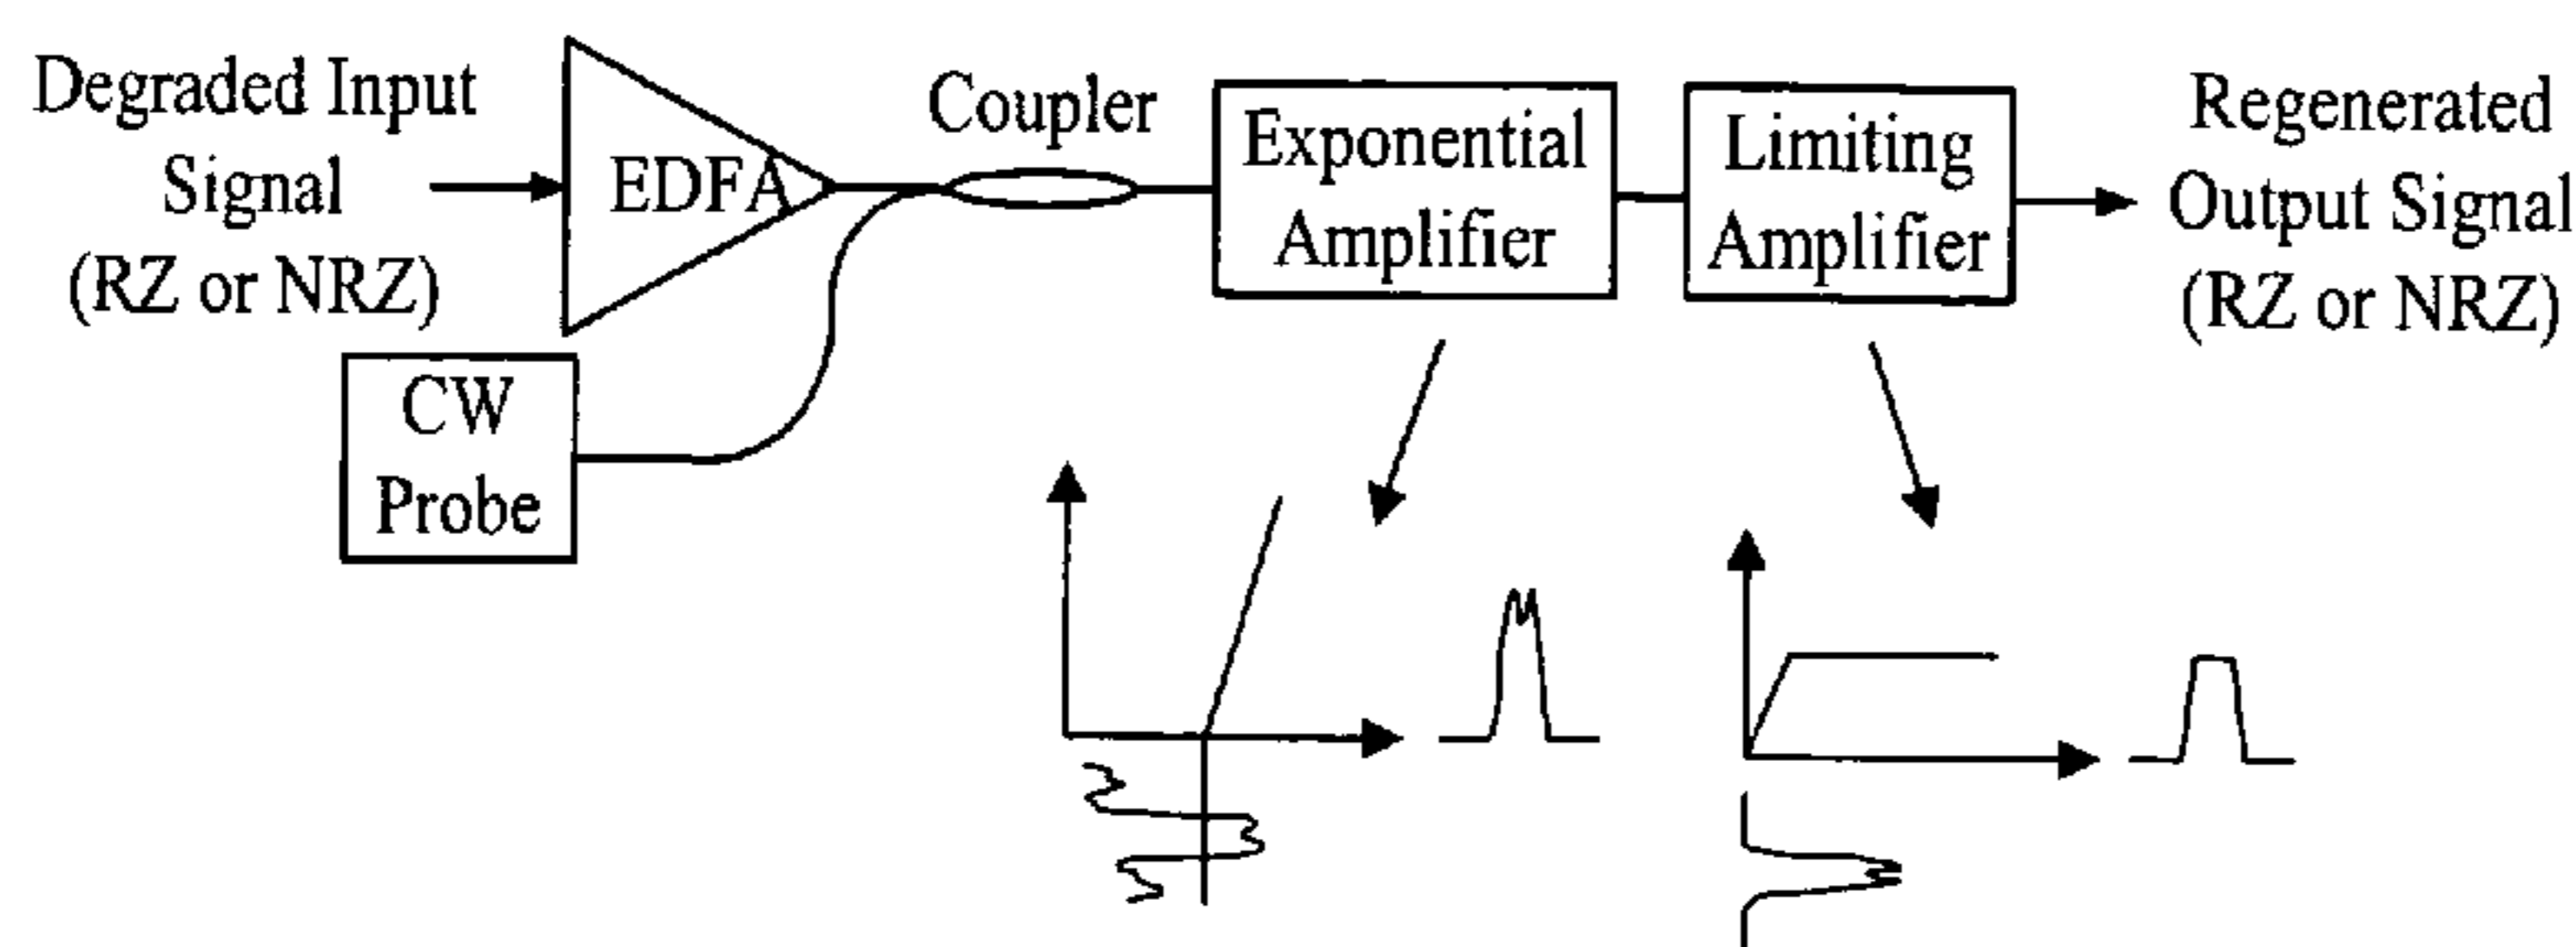 Degraded Input
Signal
(RZ or NRZ)
EDFA
CW
Probe
Coupler
Exponential
Amplifier
Limiting
Amplifier
Regenerated
Output Signal
(RZ or NRZ)